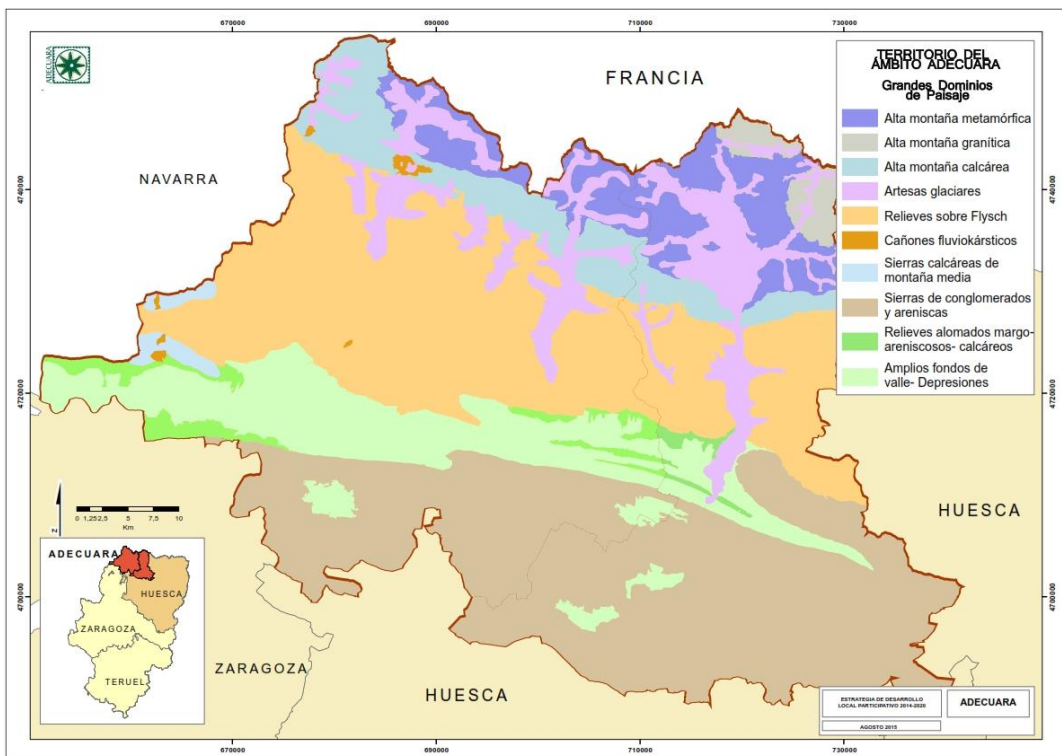 670000
690000
710000
730000
ADECUARA
FRANCIA
NAVARRA
4740000
4740000
TERRITORIO DEL
ÁMBITO ADECUARA
Grandes Dominios
de Paisaje
Alta montaña metamórfica
Alta montaña granítica
Alta montaña calcárea
Artesas glaciares
Relieves sobre Flysch
Cañones fluviokársticos
Sierras calcáreas de
montaña media
Sierras de conglomerados
y areniscas
Relieves alomados margo-
areniscosos- calcáreos
Amplios fondos de
valle- Depresiones
4720000
4720000
HUESCA
N
0 1,25 2,5 5 7,5 10
Km
ADECUARA
HUESCA
ZARAGOZA
TERUEL
4700000
4700000
ZARAGOZA
HUESCA
ESTRATEGIA DE DESARROLLO
LOCAL PARTICIPATIVO 2014-2020
ADECUARA
AGOSTO 2015
670000
690000
710000
730000